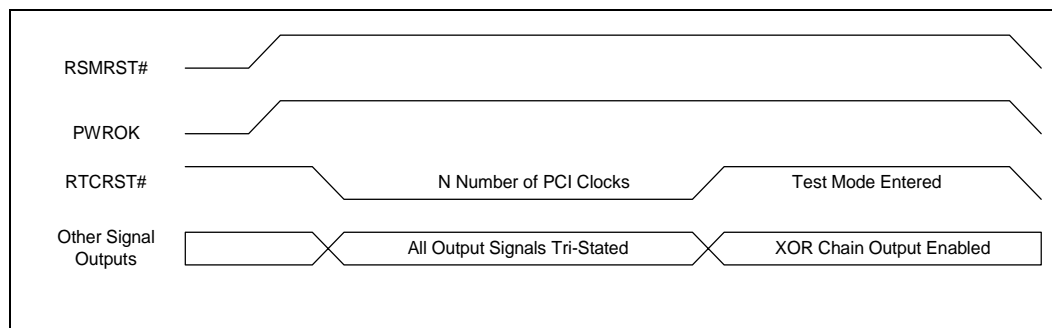 RSMRST#
PWROK
RTCRST#
N Number of PCI Clocks
Test Mode Entered
Other Signal
Outputs
All Output Signals Tri-Stated
XOR Chain Output Enabled